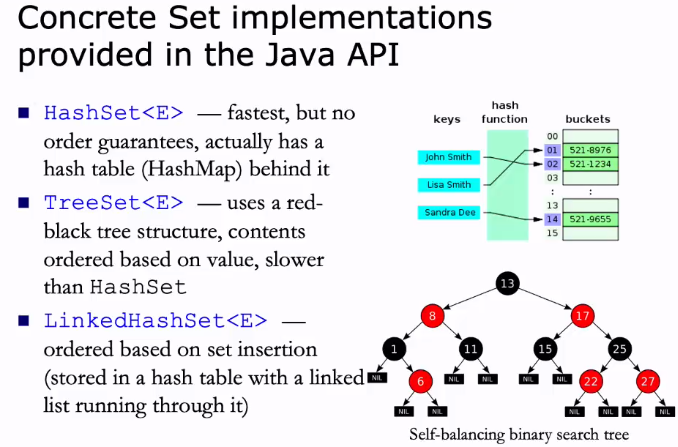 Concrete Set implementations
provided in the Java API
HashSet<E> — fastest, but no
order guarantees, actually has a
hash table (HashMap) behind it
TreeSet<E> — uses a red-
black tree structure, contents
ordered based on value, slower
than HashSet
LinkedHashSet<E> —
ordered based on set insertion
(stored in a hash table with a linked
list running through it)
keys
hash
function
buckets
John Smith
Lisa Smith
Sandra Dee
00
01 521-8976
02 521-1234
03
: :
13
14 521-9655
15
13
8 17
1 11 15 25
NIL 6 NIL NIL NIL NIL 22 27
NIL NIL NIL NIL NIL NIL
Self-balancing binary search tree